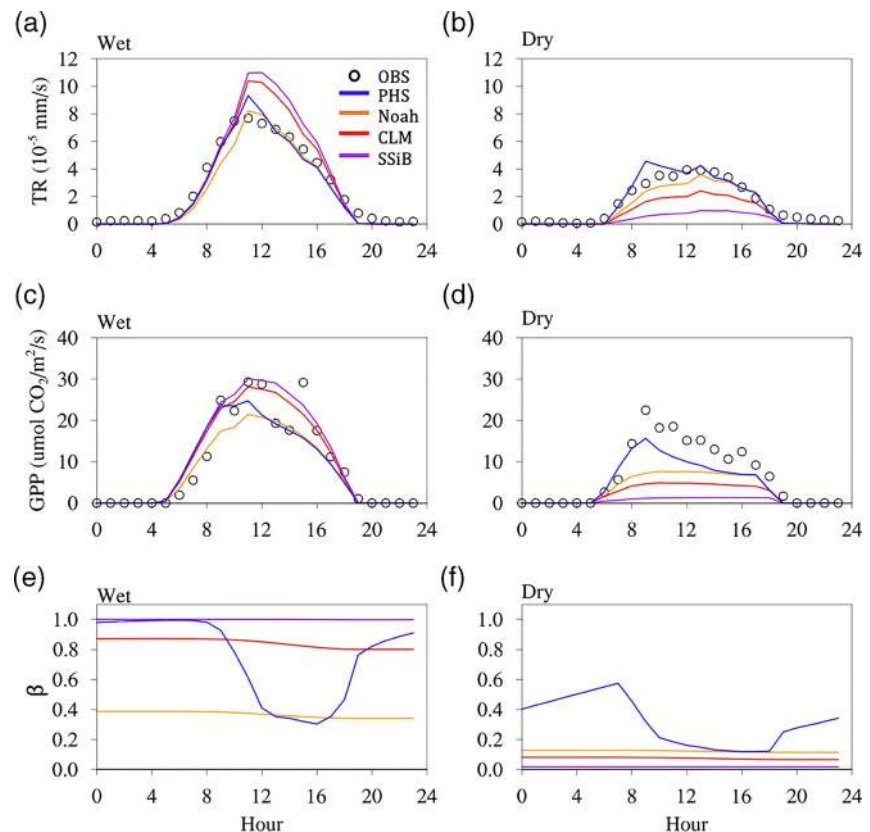 (a)
Wet
(b)
Dry
TR (10⁻⁵ mm/s)
12
10
8
6
4
2
0
OBS
PHS
Noah
CLM
SSiB
0 4 8 12 16 20 24
12
10
8
6
4
2
0
0 4 8 12 16 20 24
(c)
Wet
(d)
Dry
GPP (umol CO₂/m²/s)
40
30
20
10
0
0 4 8 12 16 20 24
40
30
20
10
0
0 4 8 12 16 20 24
(e)
Wet
(f)
Dry
β
1.0
0.8
0.6
0.4
0.2
0.0
0 4 8 12 16 20 24
Hour
1.0
0.8
0.6
0.4
0.2
0.0
0 4 8 12 16 20 24
Hour